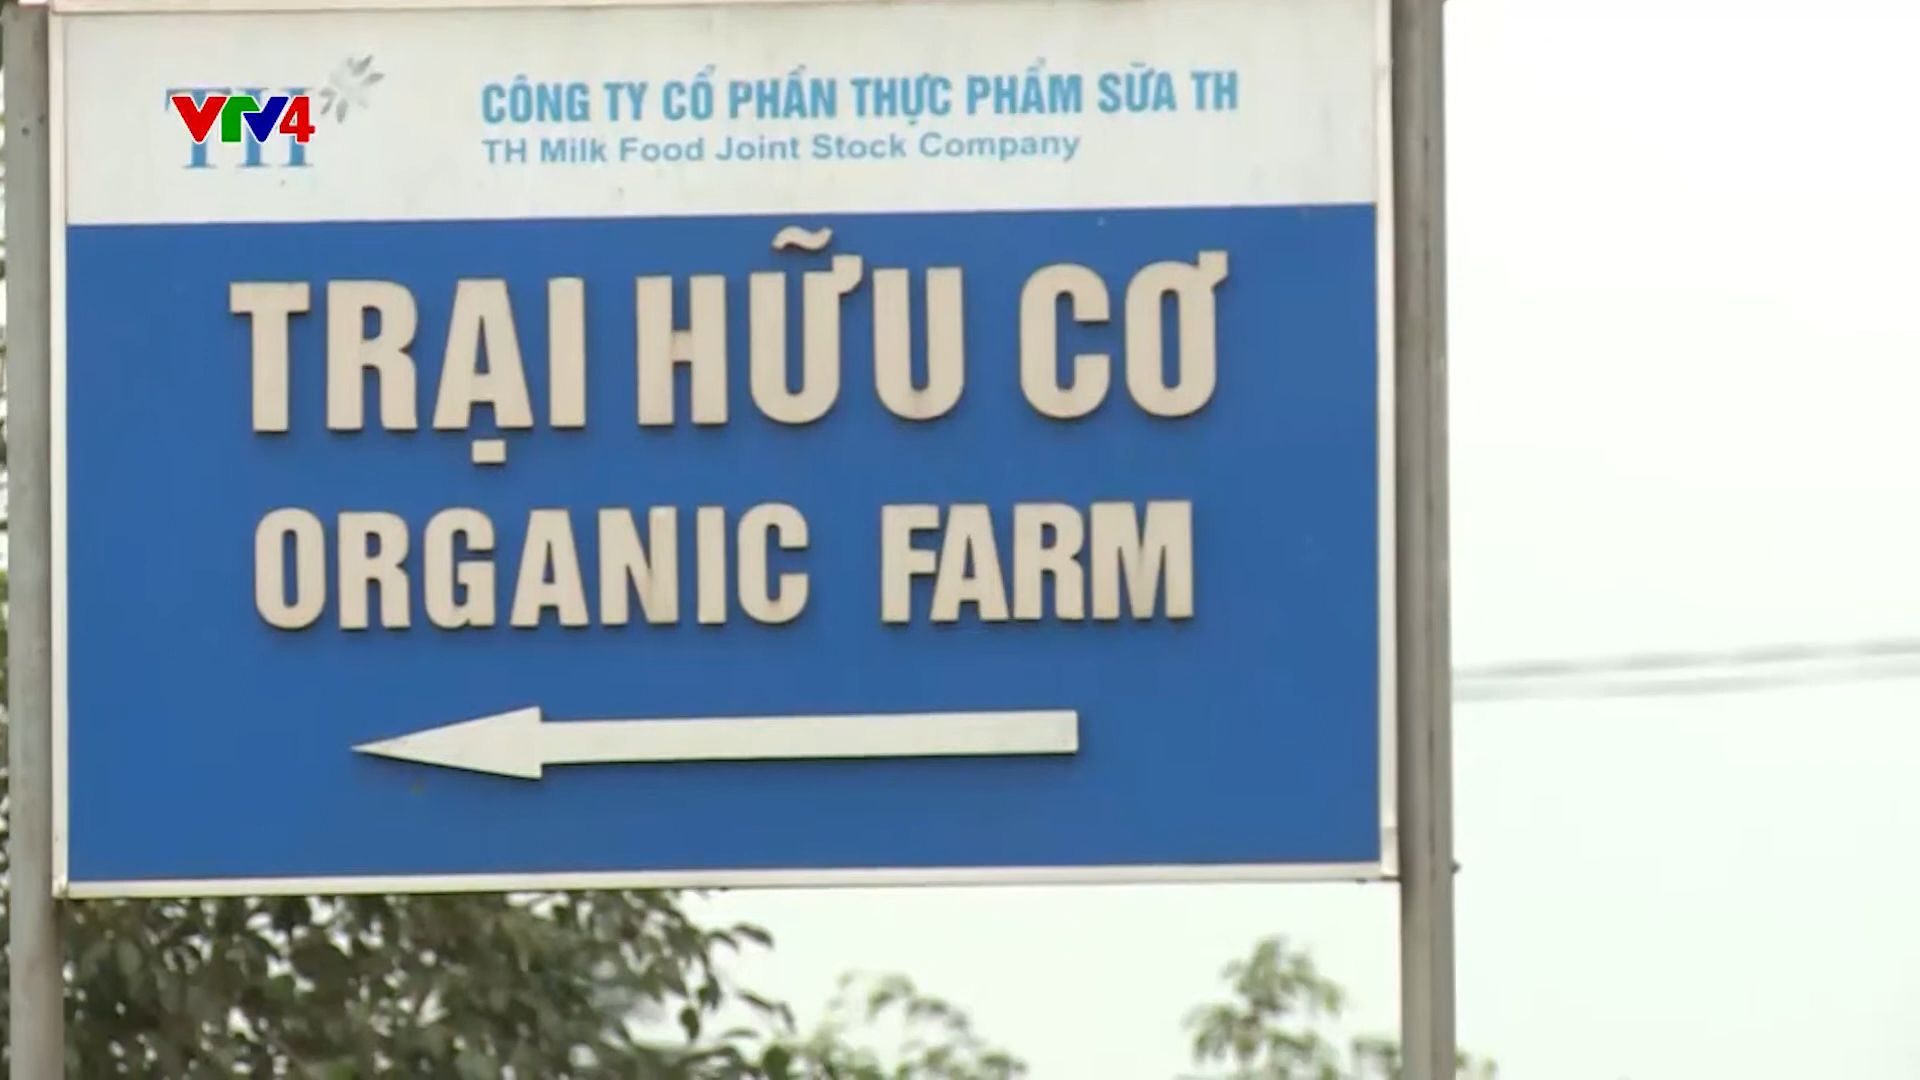 VTV4
TH
CÔNG TY CỔ PHẦN THỰC PHẨM SỮA TH
TH Milk Food Joint Stock Company
TRẠI HỮU CƠ
ORGANIC FARM